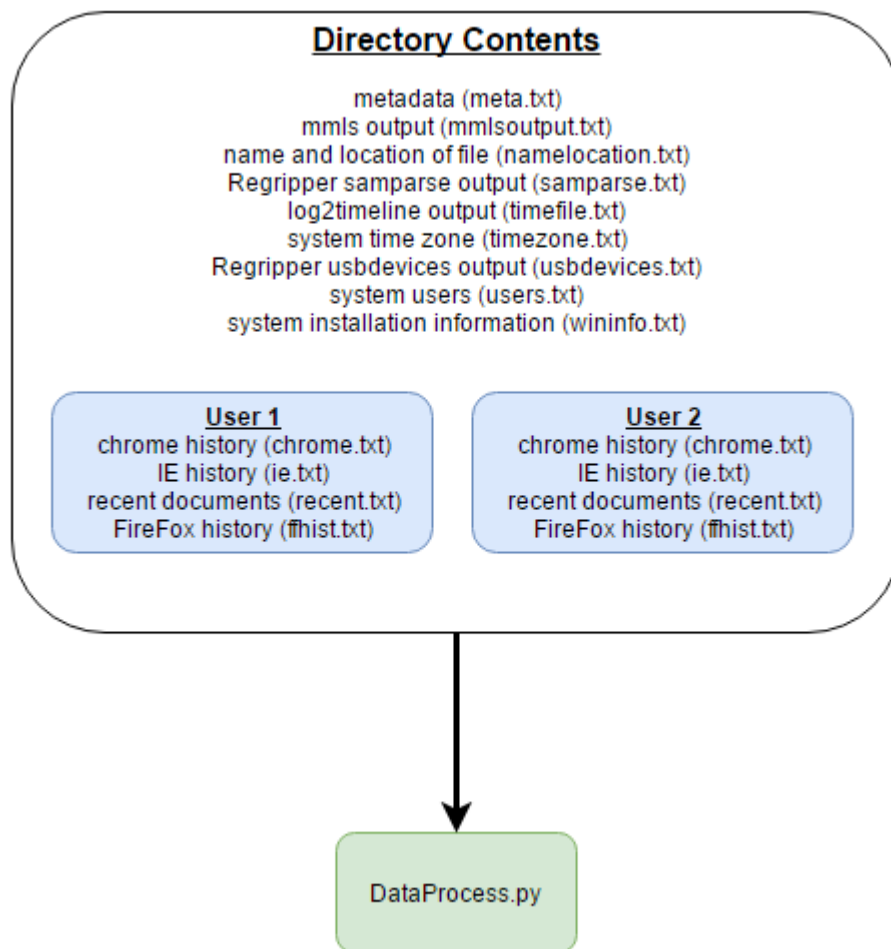 Directory Contents
metadata (meta.txt)
mmls output (mmlsoutput.txt)
name and location of file (namelocation.txt)
Regripper samparse output (samparse.txt)
log2timeline output (timefile.txt)
system time zone (timezone.txt)
Regripper usbdevices output (usbdevices.txt)
system users (users.txt)
system installation information (wininfo.txt)
User 1
chrome history (chrome.txt)
IE history (ie.txt)
recent documents (recent.txt)
FireFox history (ffhist.txt)
User 2
chrome history (chrome.txt)
IE history (ie.txt)
recent documents (recent.txt)
FireFox history (ffhist.txt)
DataProcess.py